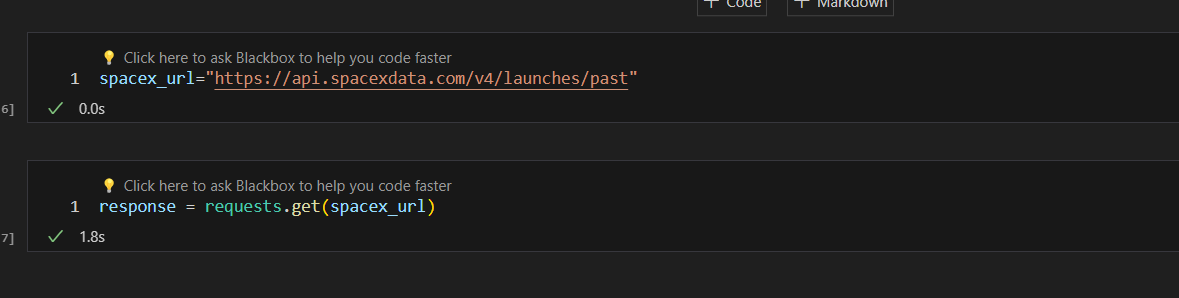 + Code + Markdown
💡 Click here to ask Blackbox to help you code faster
1 spacex_url="https://api.spacexdata.com/v4/launches/past"
6] ✓ 0.0s
💡 Click here to ask Blackbox to help you code faster
1 response = requests.get(spacex_url)
7] ✓ 1.8s